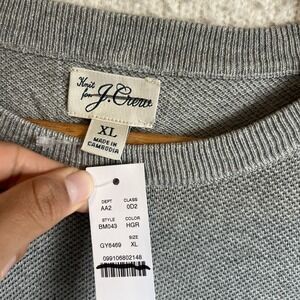 Knit
for J.Crew
XL
MADE IN
CAMBODIA
DEPT CLASS
AA2 0D2
STYLE COLOR
BM043 HGR
SIZE
GY6469 XL
099106802148